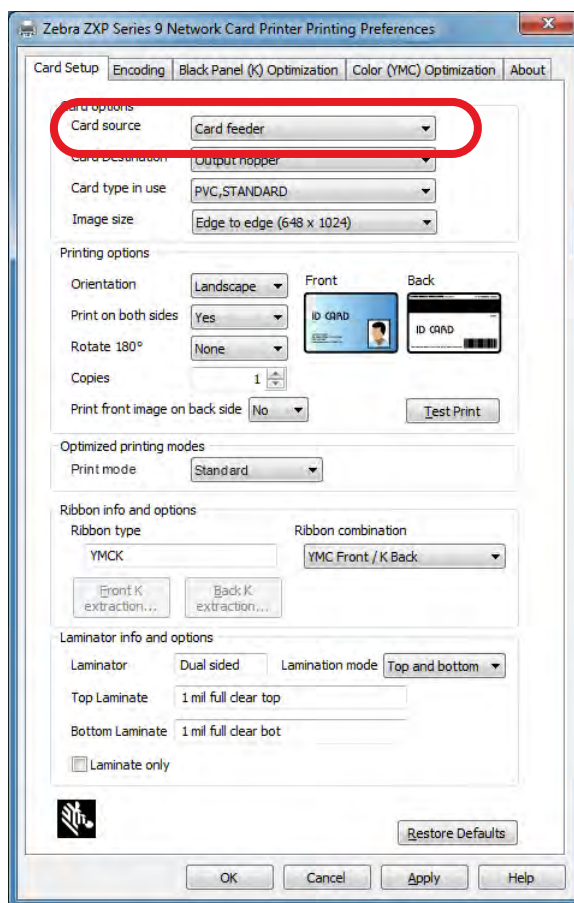 Zebra ZXP Series 9 Network Card Printer Printing Preferences
Card Setup Encoding Black Panel (K) Optimization Color (YMC) Optimization About
Card options
Card source Card feeder
Card Destination Output hopper
Card type in use PVC,STANDARD
Image size Edge to edge (648 x 1024)
Printing options
Orientation Landscape Front Back
Print on both sides Yes
ID CARD ID CARD
Rotate 180° None
Copies 1
Print front image on back side No Test Print
Optimized printing modes
Print mode Standard
Ribbon info and options
Ribbon type Ribbon combination
YMCK YMC Front / K Back
Front K extraction... Back K extraction...
Laminator info and options
Laminator Dual sided Lamination mode Top and bottom
Top Laminate 1 mil full clear top
Bottom Laminate 1 mil full clear bot
Laminate only
Restore Defaults
OK Cancel Apply Help